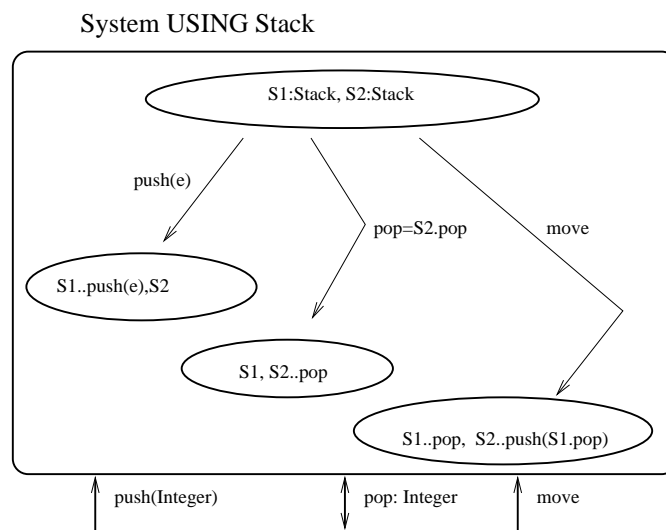 System USING Stack
S1:Stack, S2:Stack
push(e)
pop=S2.pop
move
S1..push(e),S2
S1, S2..pop
S1..pop, S2..push(S1.pop)
push(Integer)
pop: Integer
move